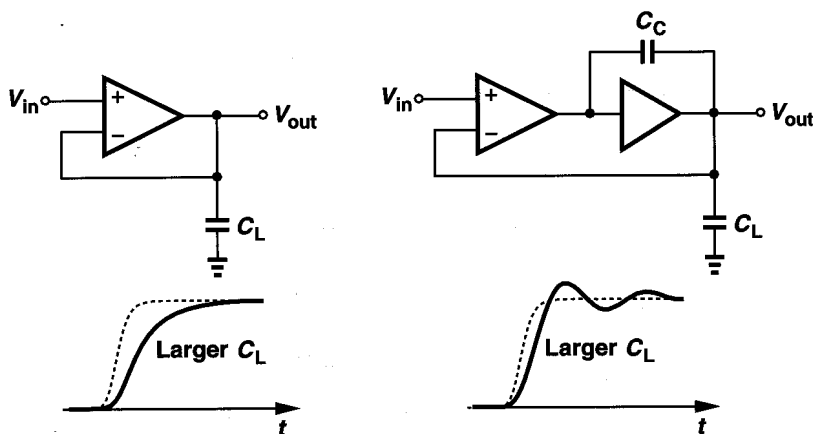 C_C
V_in
+
−
V_out
V_in
+
−
V_out
C_L
C_L
Larger C_L
Larger C_L
t
t